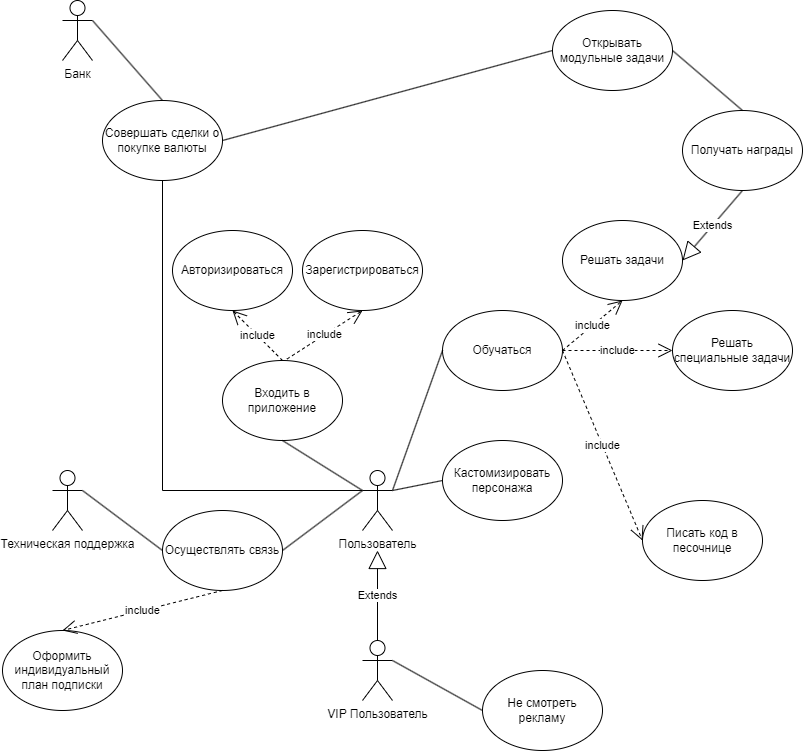 Банк
Открывать
модульные задачи
Совершать сделки о
покупке валюты
Получать награды
Extends
Авторизироваться
Зарегистрироваться
Решать задачи
include
include
include
include
Обучаться
Решать
специальные задачи
Входить в
приложение
include
Кастомизировать
персонажа
Техническая поддержка
Осуществлять связь
Пользователь
Писать код в
песочнице
Extends
include
Оформить
индивидуальный
план подписки
VIP Пользователь
Не смотреть
рекламу